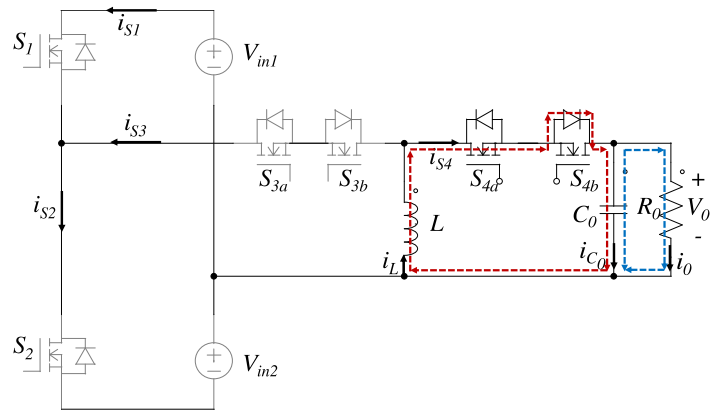 iS1
S1
Vin1
iS3
iS4
S3a
S3b
S4a
S4b
iS2
L
C0
R0
+
V0
-
iL
iC0
i0
S2
Vin2